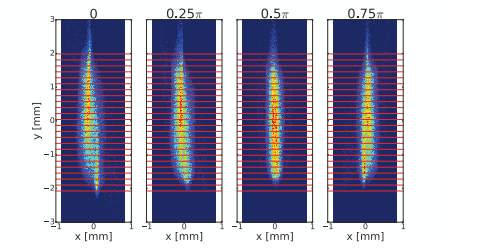 0 0.25π 0.5π 0.75π
3
2
1
0
−1
−2
−3
y [mm]
−1 0 1 −1 0 1 −1 0 1 −1 0 1
x [mm] x [mm] x [mm] x [mm]